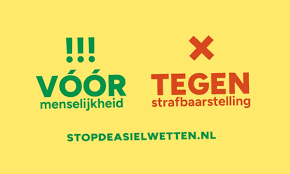 !!!
VÓÓR
menselijkheid
TEGEN
strafbaarstelling
STOPDEASIELWETTEN.NL